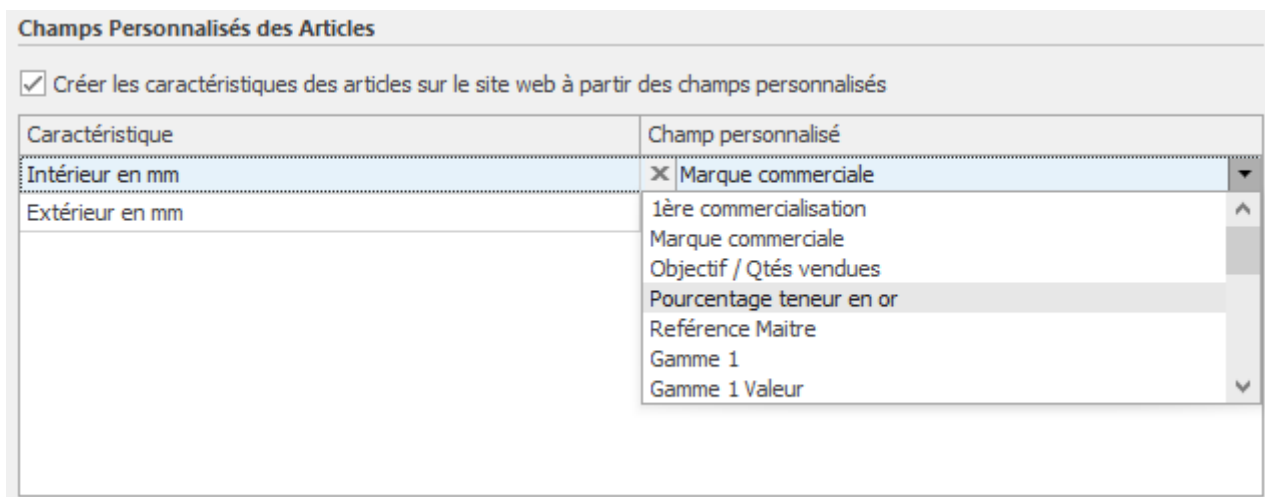 Champs Personnalisés des Articles
Créer les caractéristiques des articles sur le site web à partir des champs personnalisés
Caractéristique Champ personnalisé
Intérieur en mm Marque commerciale
Extérieur en mm 1ère commercialisation
Marque commerciale
Objectif / Qtés vendues
Pourcentage teneur en or
Reférence Maitre
Gamme 1
Gamme 1 Valeur